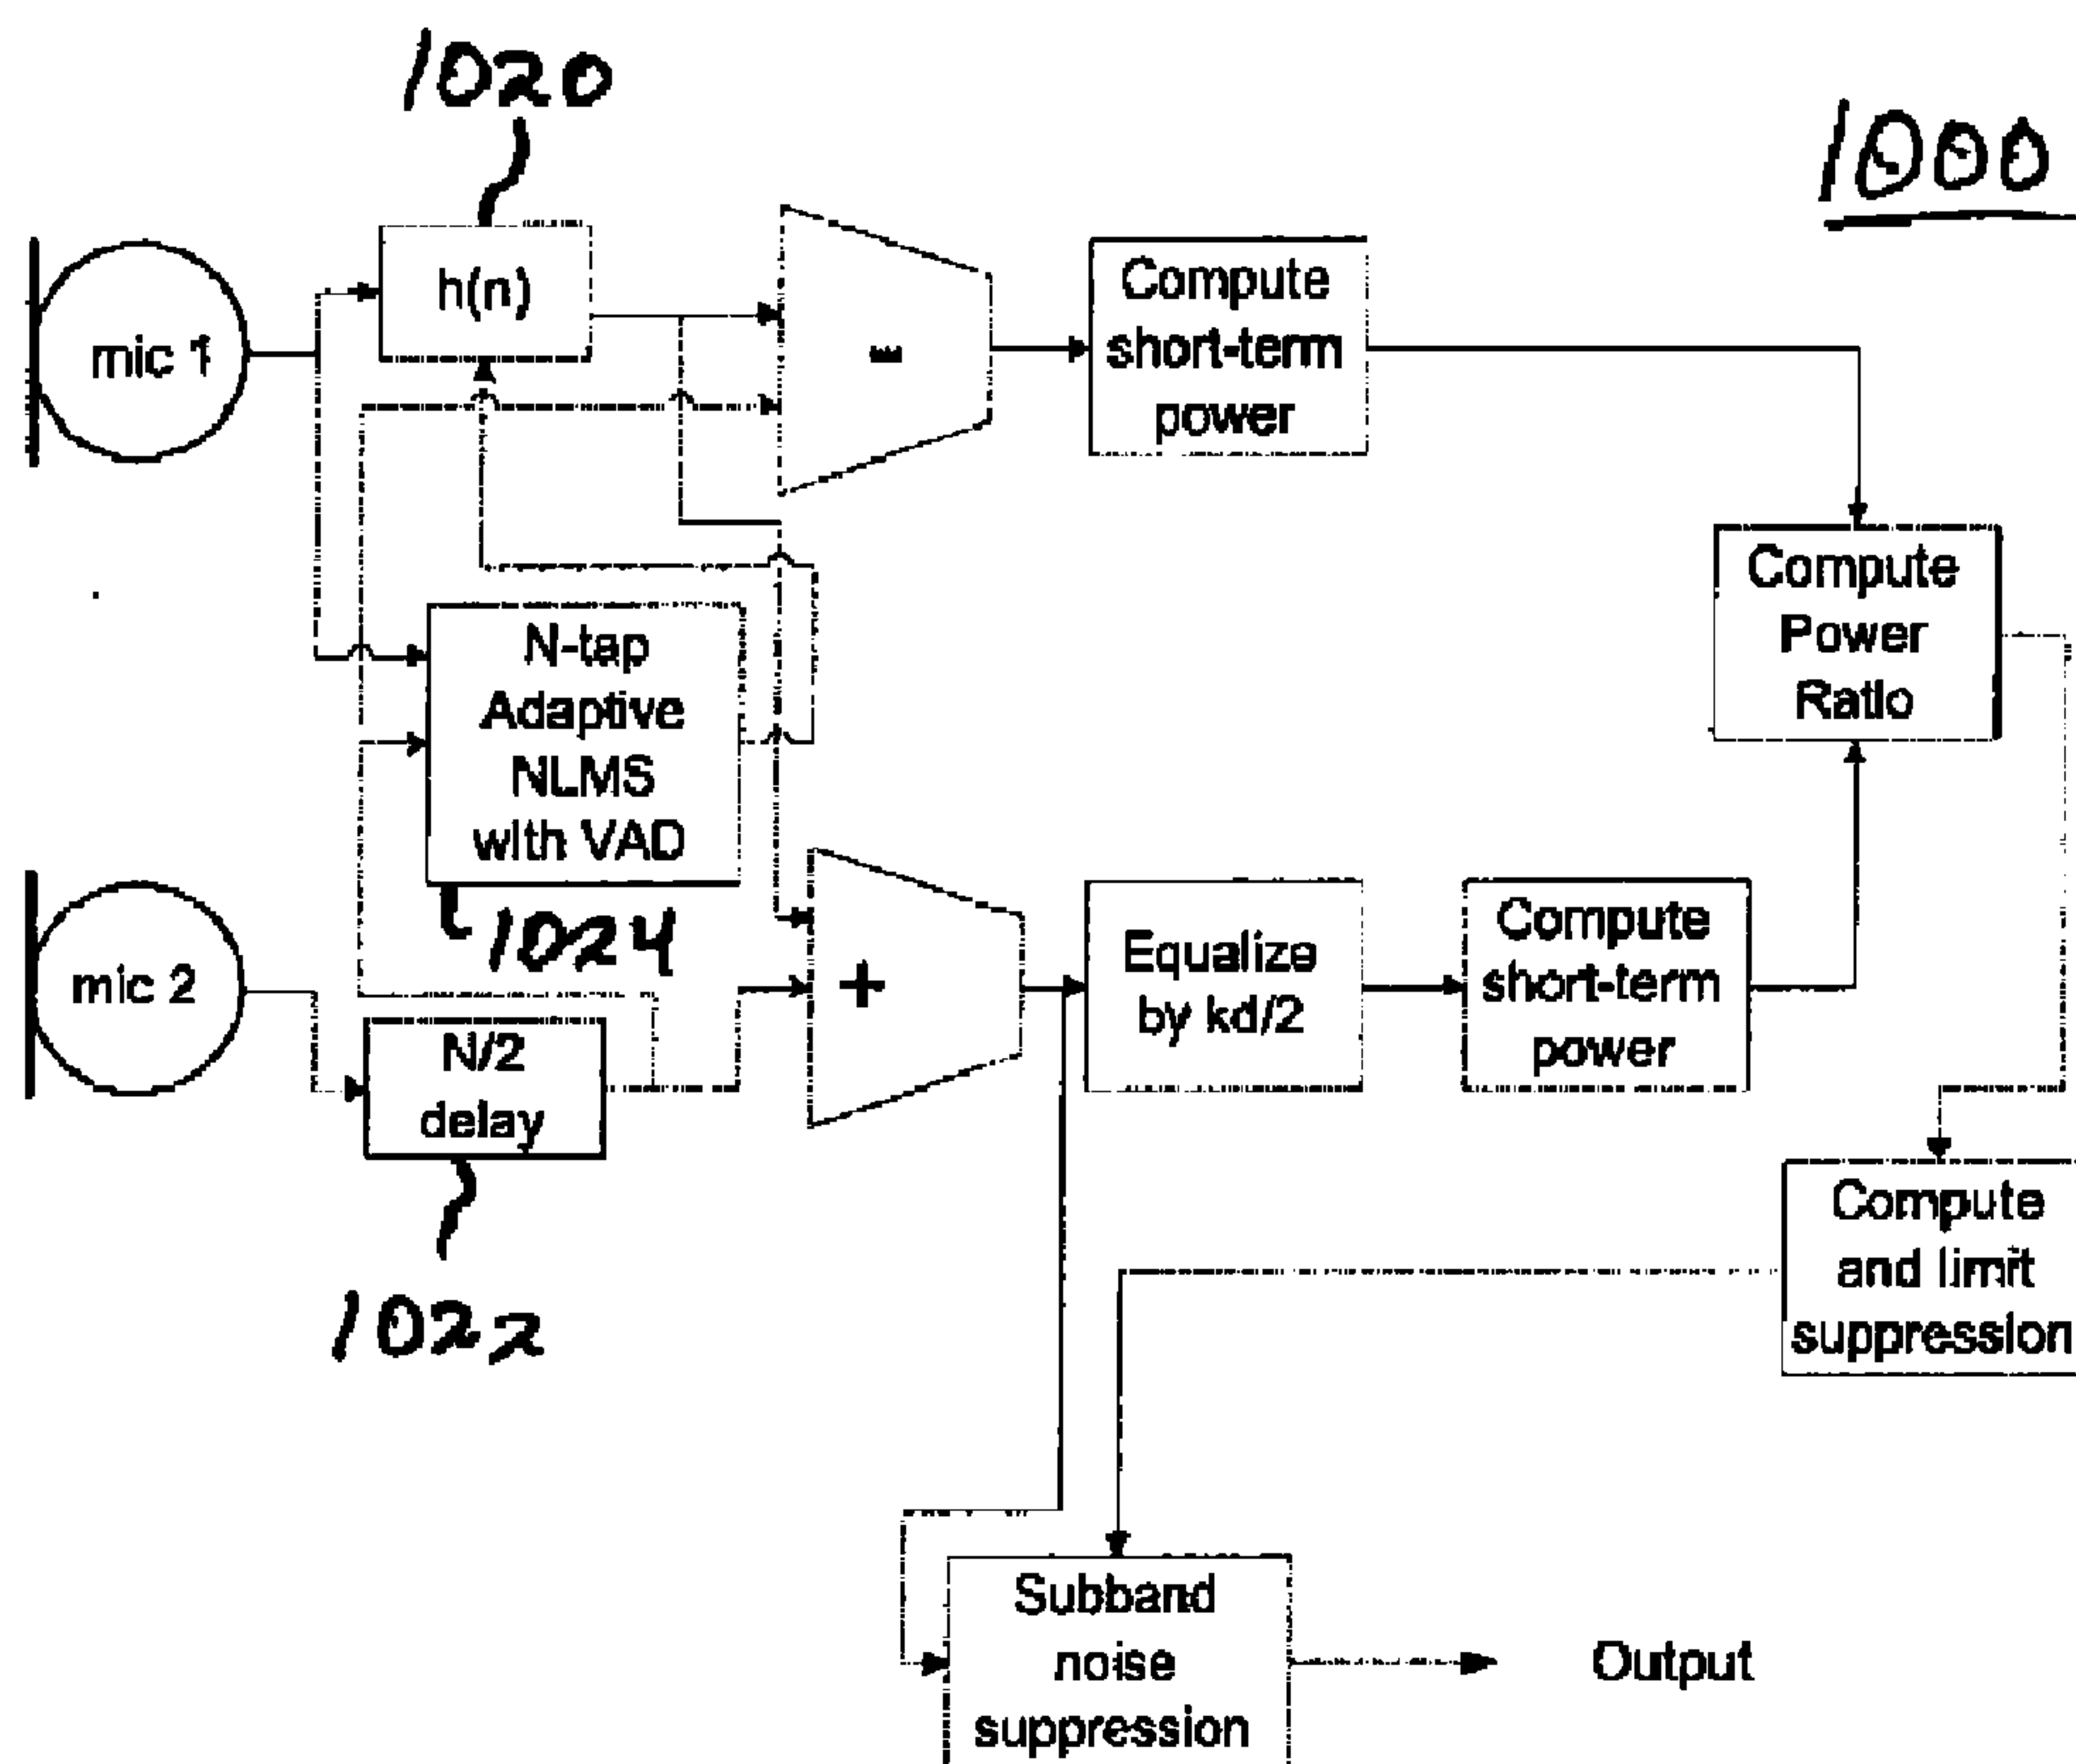 1020
1000
h(n)
mic 1
-
Compute
short-term
power
Compute
Power
Ratio
N-tap
Adaptive
NLMS
with VAD
1024
mic 2
N/2
delay
1022
+
Equalize
by kd/2
Compute
short-term
power
Compute
and limit
suppression
Subband
noise
suppression
Output